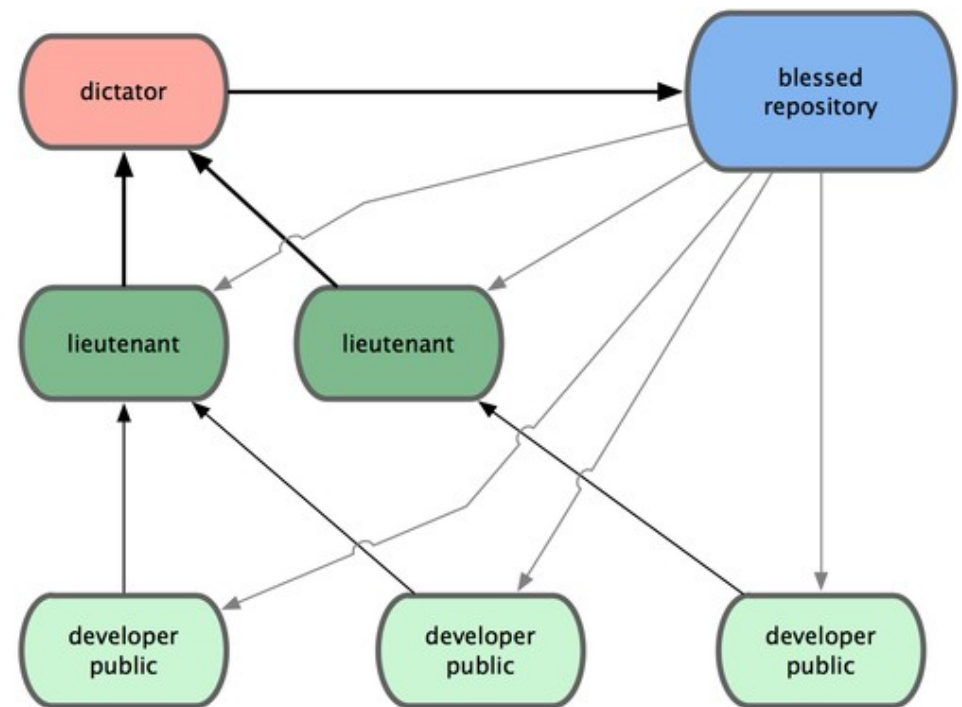 dictator
blessed
repository
lieutenant
lieutenant
developer
public
developer
public
developer
public